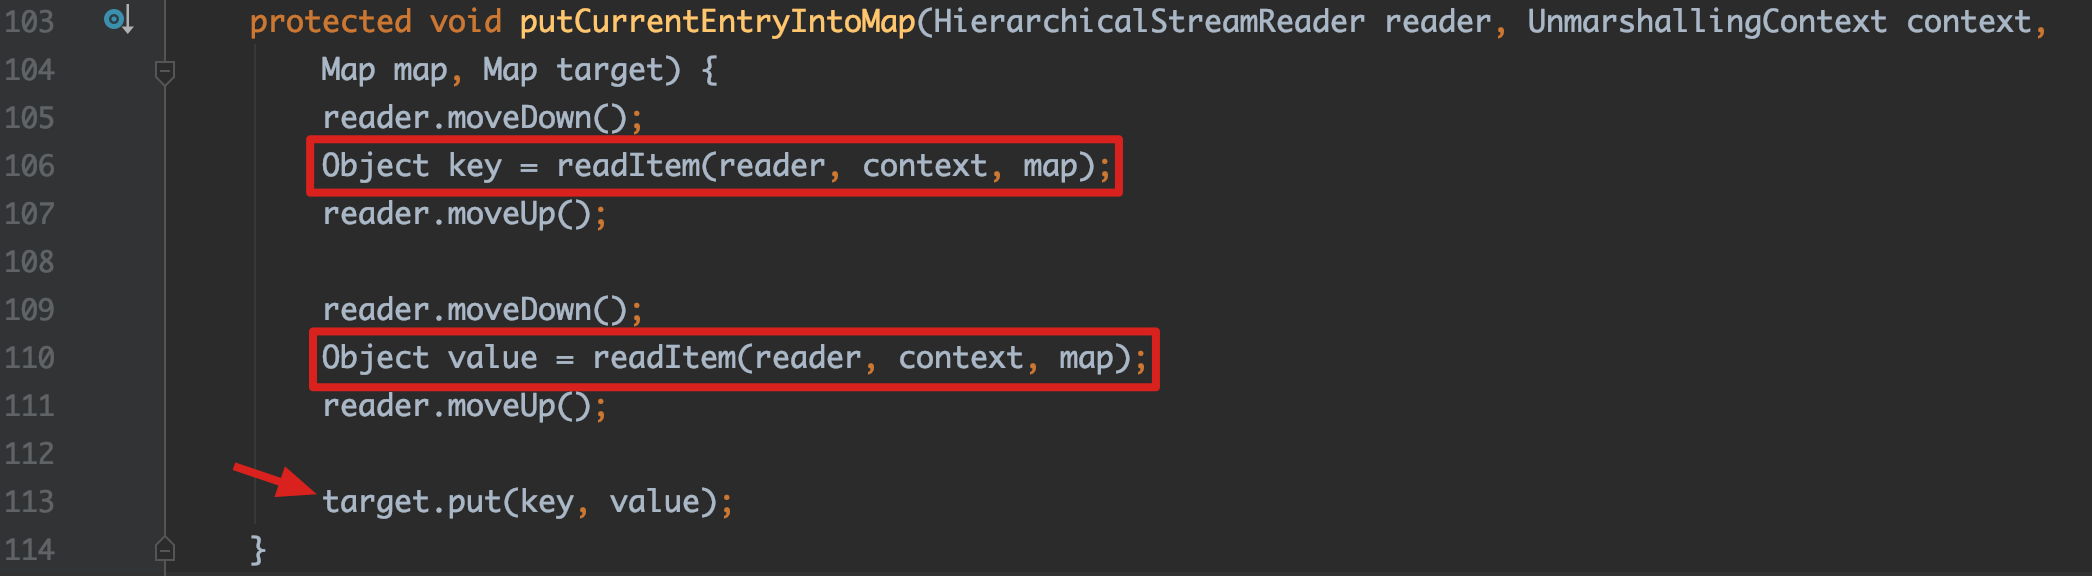 103 protected void putCurrentEntryIntoMap(HierarchicalStreamReader reader, UnmarshallingContext context,
104 Map map, Map target) {
105 reader.moveDown();
106 Object key = readItem(reader, context, map);
107 reader.moveUp();
108
109 reader.moveDown();
110 Object value = readItem(reader, context, map);
111 reader.moveUp();
112
113 target.put(key, value);
114 }